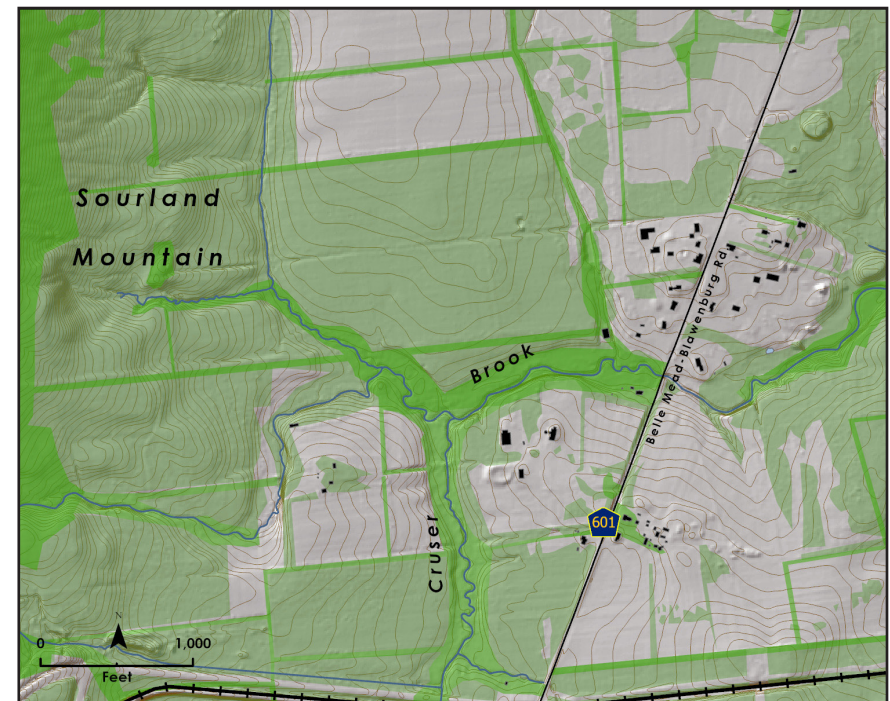 Sourland
Mountain
Brook
Belle Mead-Blawenburg Rd
Cruser
601
N
0 1,000
Feet